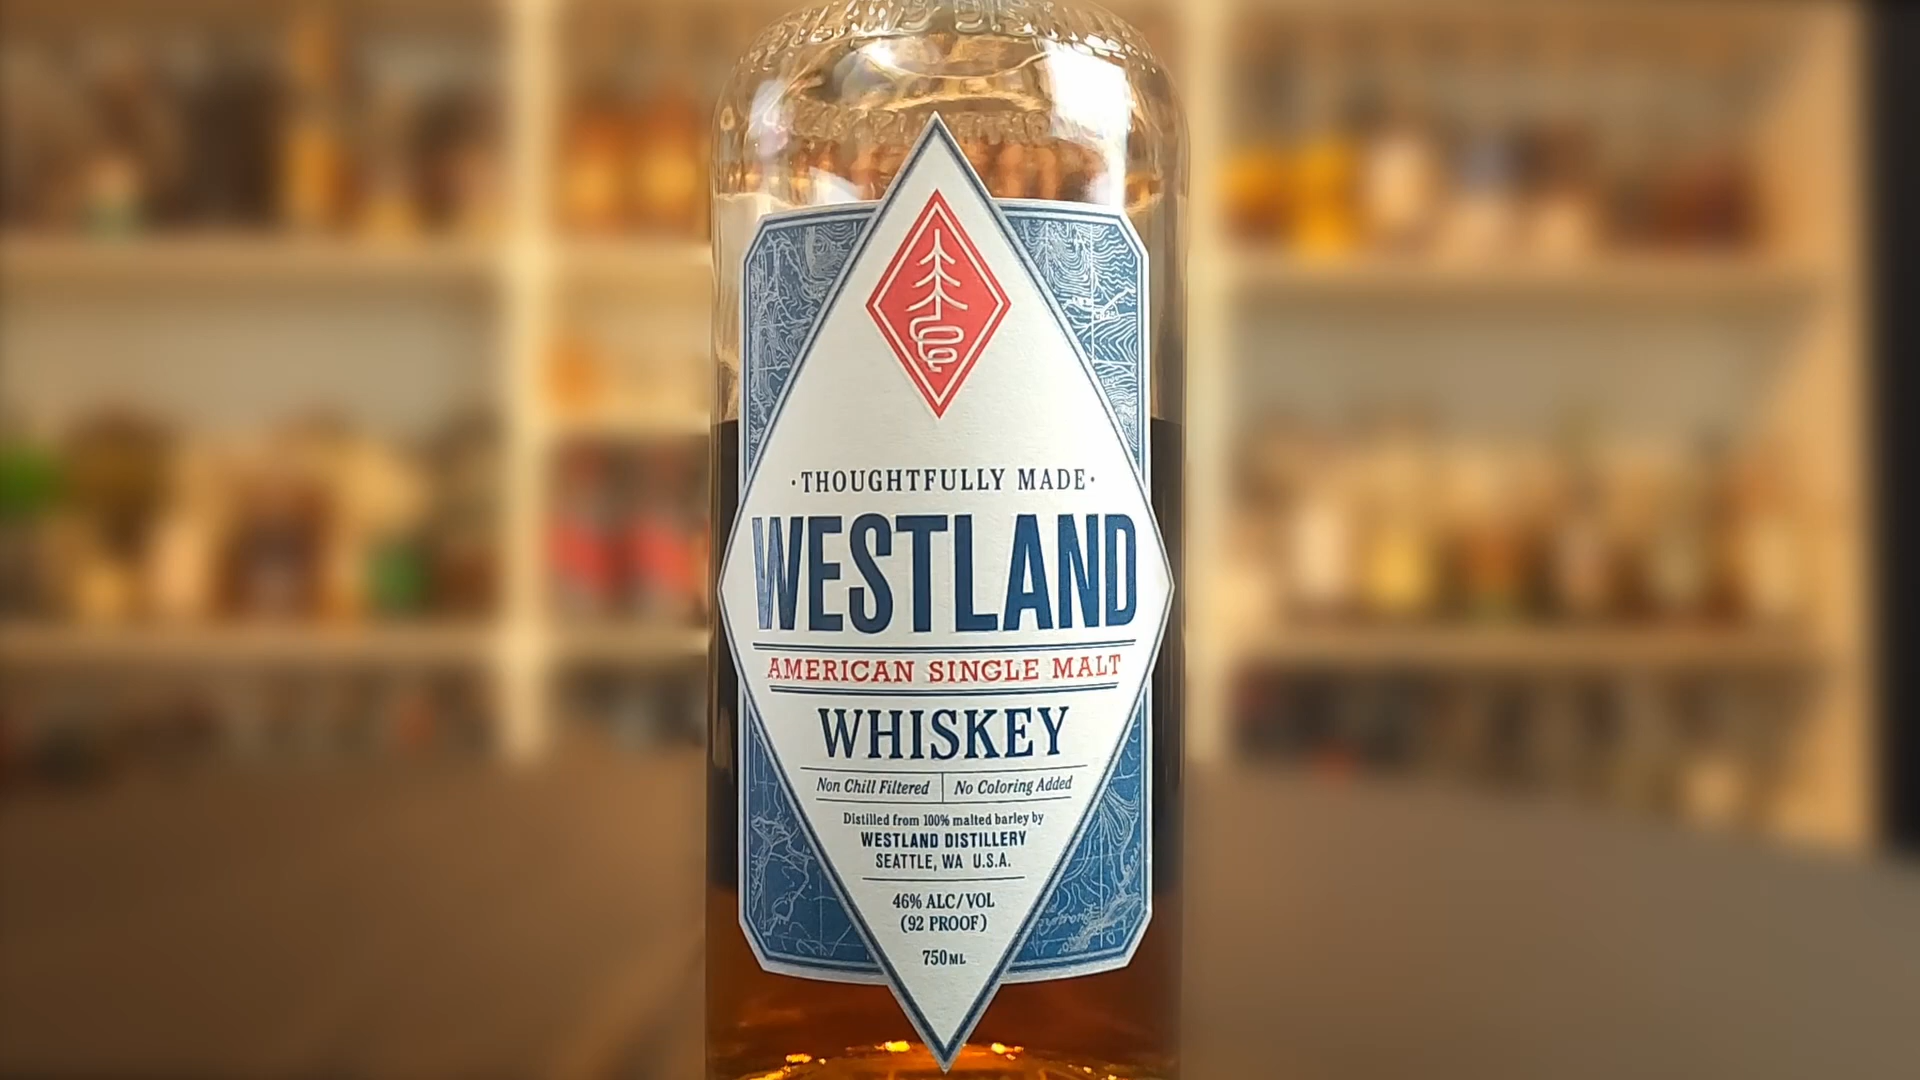 ·THOUGHTFULLY MADE·
WESTLAND
AMERICAN SINGLE MALT
WHISKEY
Non Chill Filtered No Coloring Added
Distilled from 100% malted barley by
WESTLAND DISTILLERY
SEATTLE, WA U.S.A.
46% ALC/VOL
(92 PROOF)
750ML